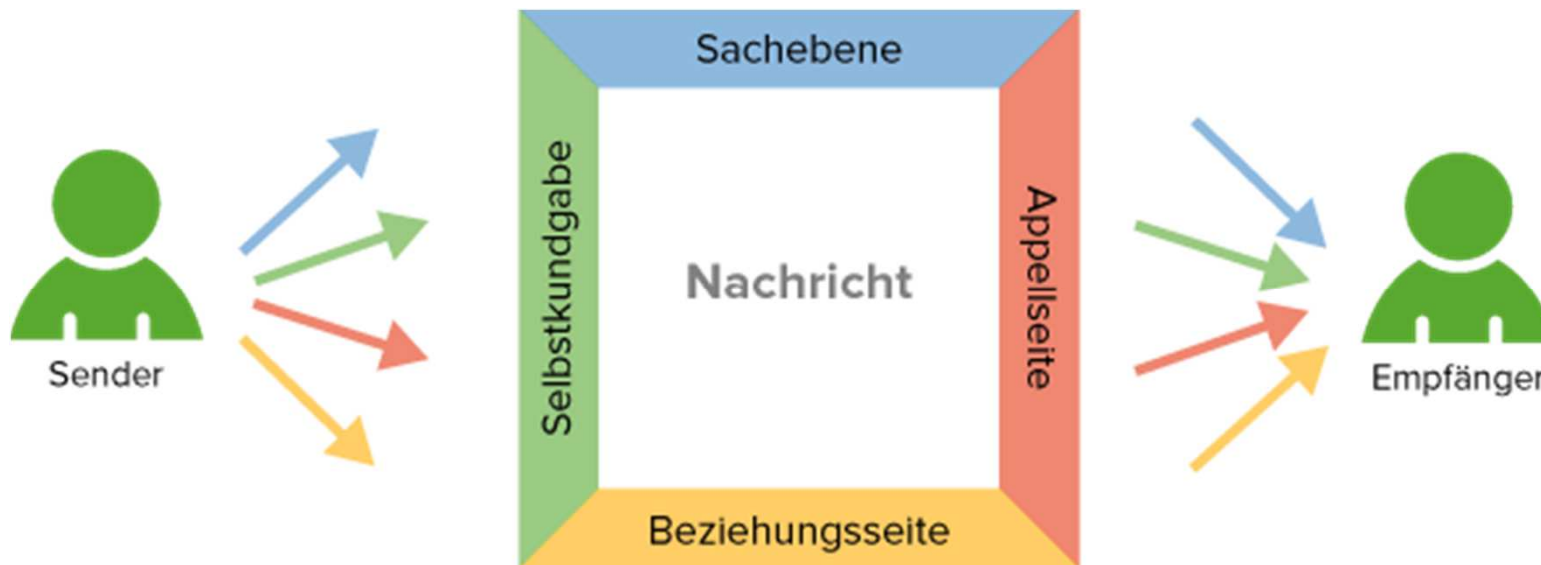 Sachebene
Selbstkundgabe
Nachricht
Appellseite
Beziehungsseite
Sender
Empfänger